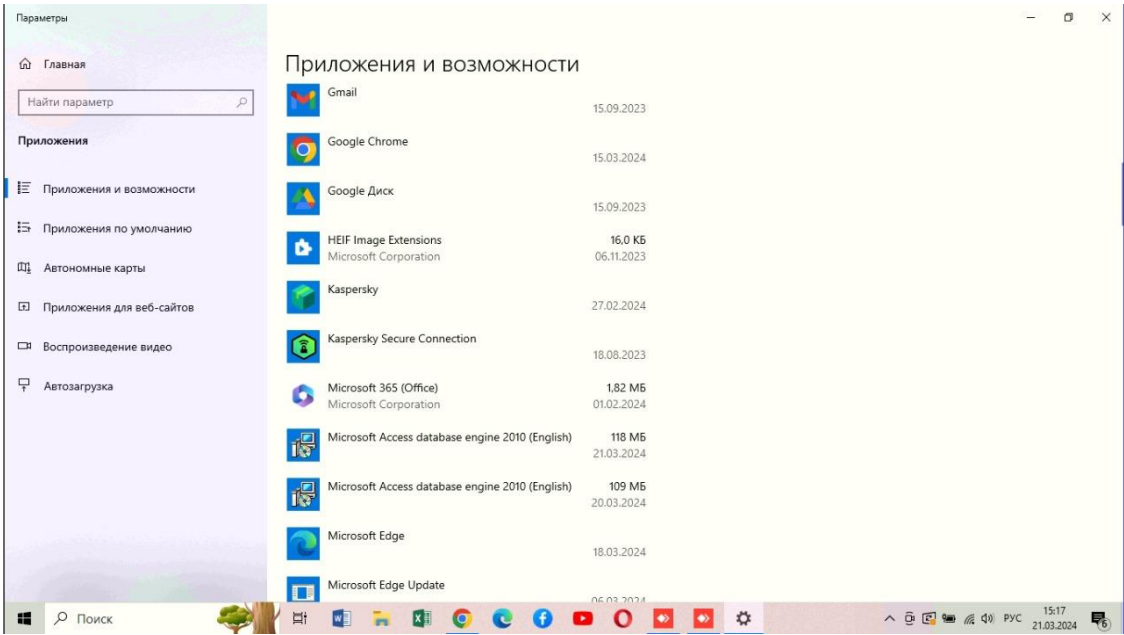 Параметры
Главная
Найти параметр
Приложения
Приложения и возможности
Приложения по умолчанию
Автономные карты
Приложения для веб-сайтов
Воспроизведение видео
Автозагрузка
Приложения и возможности
Gmail
15.09.2023
Google Chrome
15.03.2024
Google Диск
15.09.2023
HEIF Image Extensions 16,0 КБ
Microsoft Corporation 06.11.2023
Kaspersky
27.02.2024
Kaspersky Secure Connection
18.08.2023
Microsoft 365 (Office) 1,82 МБ
Microsoft Corporation 01.02.2024
Microsoft Access database engine 2010 (English) 118 МБ
21.03.2024
Microsoft Access database engine 2010 (English) 109 МБ
20.03.2024
Microsoft Edge
18.03.2024
Microsoft Edge Update
06.03.2024
Поиск
РУС
15:17
21.03.2024
6